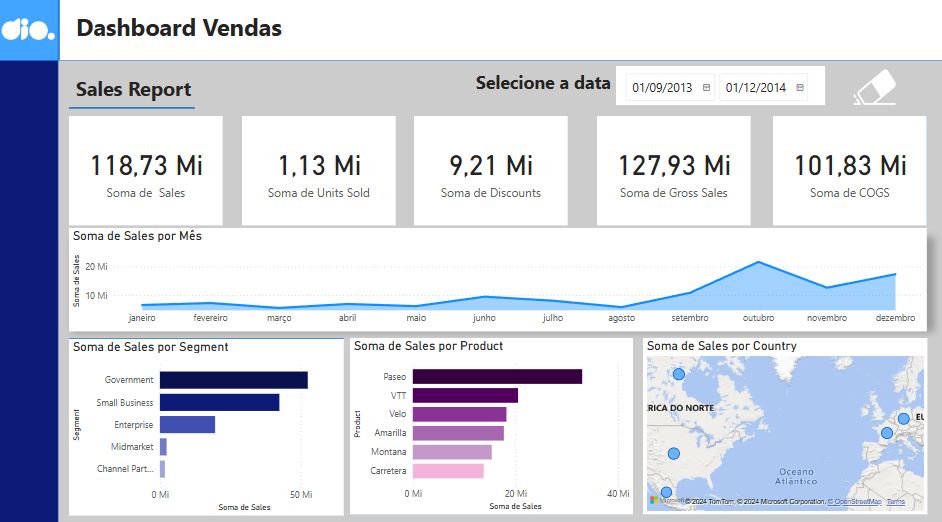 dio.
Dashboard Vendas
Sales Report
Selecione a data
01/09/2013
01/12/2014
118,73 Mi
Soma de  Sales
1,13 Mi
Soma de Units Sold
9,21 Mi
Soma de Discounts
127,93 Mi
Soma de Gross Sales
101,83 Mi
Soma de COGS
Soma de Sales por Mês
Soma de Sales
20 Mi
10 Mi
janeiro fevereiro março abril maio junho julho agosto setembro outubro novembro dezembro
Soma de Sales por Segment
Segment
Government
Small Business
Enterprise
Midmarket
Channel Part...
0 Mi 50 Mi
Soma de Sales
Soma de Sales por Product
Product
Paseo
VTT
Velo
Amarilla
Montana
Carretera
0 Mi 20 Mi 40 Mi
Soma de Sales
Soma de Sales por Country
RICA DO NORTE
EU
Oceano
Atlântico
© 2024 TomTom, © 2024 Microsoft Corporation, © OpenStreetMap Terms